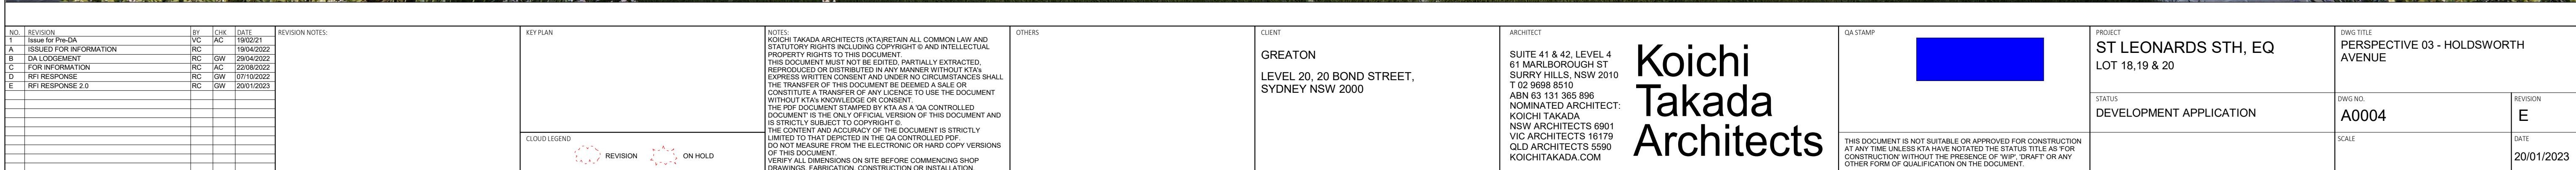 NO. REVISION BY CHK DATE
1 Issue for Pre-DA VC AC 19/02/21
A ISSUED FOR INFORMATION RC 19/04/2022
B DA LODGEMENT RC GW 29/04/2022
C FOR INFORMATION RC AC 22/08/2022
D RFI RESPONSE RC GW 07/10/2022
E RFI RESPONSE 2.0 RC GW 20/01/2023
REVISION NOTES:
KEY PLAN
CLOUD LEGEND
REVISION
ON HOLD
NOTES:
KOICHI TAKADA ARCHITECTS (KTA)RETAIN ALL COMMON LAW AND
STATUTORY RIGHTS INCLUDING COPYRIGHT © AND INTELLECTUAL
PROPERTY RIGHTS TO THIS DOCUMENT.
THIS DOCUMENT MUST NOT BE EDITED, PARTIALLY EXTRACTED,
REPRODUCED OR DISTRIBUTED IN ANY MANNER WITHOUT KTA's
EXPRESS WRITTEN CONSENT AND UNDER NO CIRCUMSTANCES SHALL
THE TRANSFER OF THIS DOCUMENT BE DEEMED A SALE OR
CONSTITUTE A TRANSFER OF ANY LICENCE TO USE THE DOCUMENT
WITHOUT KTA's KNOWLEDGE OR CONSENT.
THE PDF DOCUMENT STAMPED BY KTA AS A 'QA CONTROLLED
DOCUMENT' IS THE ONLY OFFICIAL VERSION OF THIS DOCUMENT AND
IS STRICTLY SUBJECT TO COPYRIGHT ©.
THE CONTENT AND ACCURACY OF THE DOCUMENT IS STRICTLY
LIMITED TO THAT DEPICTED IN THE QA CONTROLLED PDF.
DO NOT MEASURE FROM THE ELECTRONIC OR HARD COPY VERSIONS
OF THIS DOCUMENT.
VERIFY ALL DIMENSIONS ON SITE BEFORE COMMENCING SHOP
DRAWINGS, FABRICATION, CONSTRUCTION OR INSTALLATION
OTHERS
CLIENT
GREATON
LEVEL 20, 20 BOND STREET,
SYDNEY NSW 2000
ARCHITECT
SUITE 41 & 42, LEVEL 4
61 MARLBOROUGH ST
SURRY HILLS, NSW 2010
T 02 9698 8510
ABN 63 131 365 896
NOMINATED ARCHITECT:
KOICHI TAKADA
NSW ARCHITECTS 6901
VIC ARCHITECTS 16179
QLD ARCHITECTS 5590
KOICHITAKADA.COM
Koichi
Takada
Architects
QA STAMP
THIS DOCUMENT IS NOT SUITABLE OR APPROVED FOR CONSTRUCTION
AT ANY TIME UNLESS KTA HAVE NOTATED THE STATUS TITLE AS 'FOR
CONSTRUCTION' WITHOUT THE PRESENCE OF 'WIP', 'DRAFT' OR ANY
OTHER FORM OF QUALIFICATION ON THE DOCUMENT.
PROJECT
ST LEONARDS STH, EQ
LOT 18,19 & 20
STATUS
DEVELOPMENT APPLICATION
DWG TITLE
PERSPECTIVE 03 - HOLDSWORTH
AVENUE
DWG NO.
A0004
REVISION
E
SCALE
DATE
20/01/2023